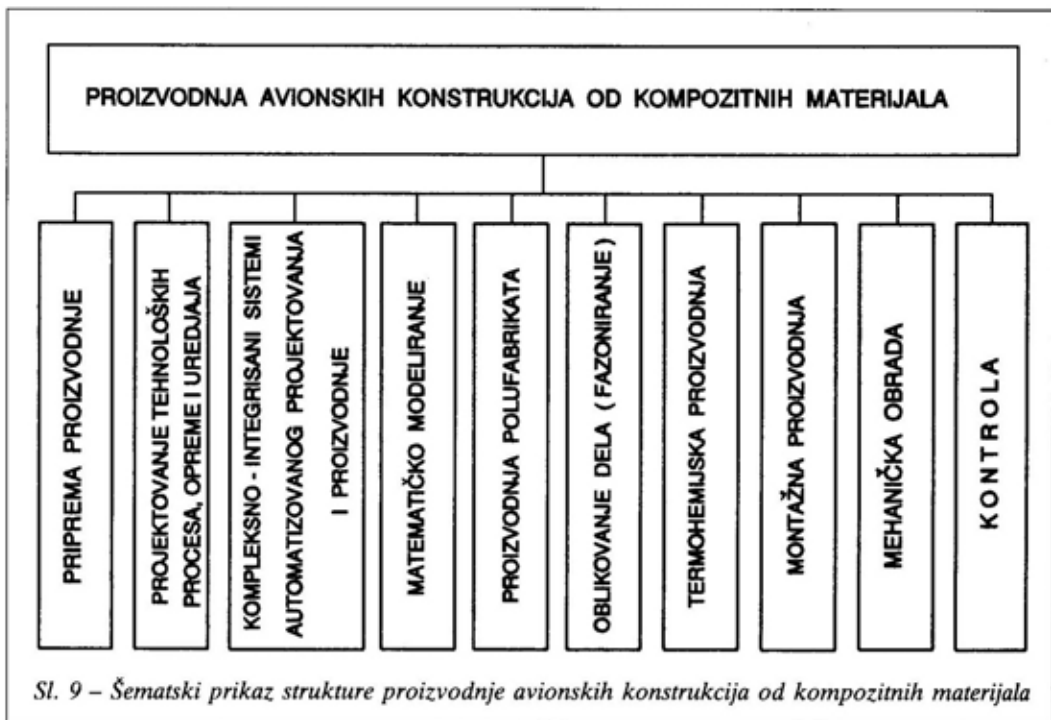 PROIZVODNJA AVIONSKIH KONSTRUKCIJA OD KOMPOZITNIH MATERIJALA
PRIPREMA PROIZVODNJE
PROJEKTOVANJE TEHNOLOŠKIH
PROCESA, OPREME I UREDJAJA
KOMPLEKSNO - INTEGRISANI SISTEMI
AUTOMATIZOVANOG PROJEKTOVANJA
I PROIZVODNJE
MATEMATIČKO MODELIRANJE
PROIZVODNJA POLUFABRIKATA
OBLIKOVANJE DELA ( FAZONIRANJE )
TERMOHEMIJSKA PROIZVODNJA
MONTAŽNA PROIZVODNJA
MEHANIČKA OBRADA
KONTROLA
Sl. 9 – Šematski prikaz strukture proizvodnje avionskih konstrukcija od kompozitnih materijala